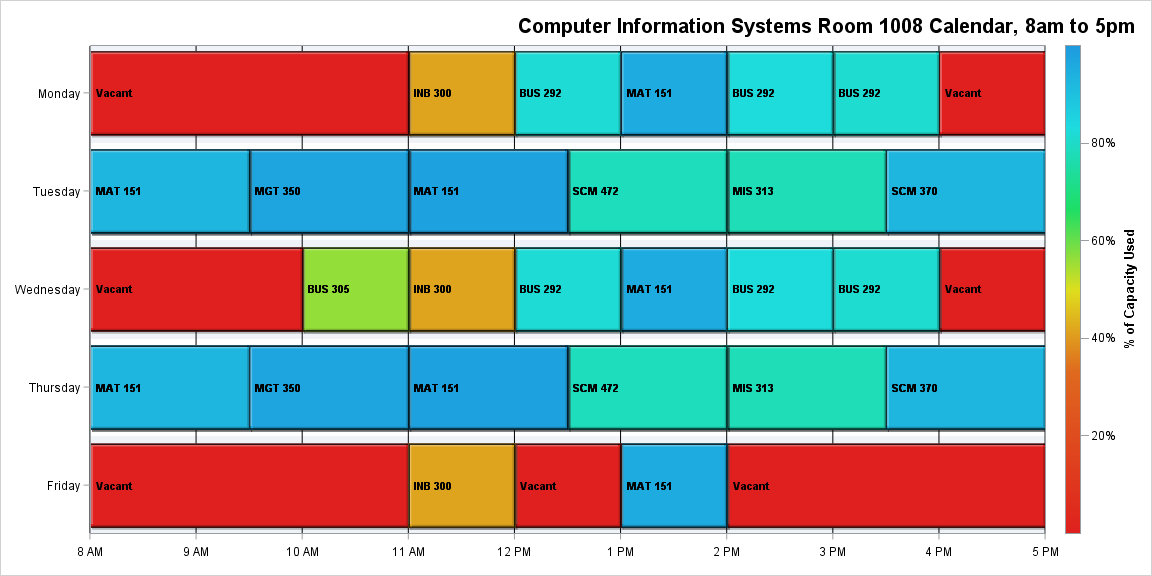 Computer Information Systems Room 1008 Calendar, 8am to 5pm
Monday
Vacant
INB 300
BUS 292
MAT 151
BUS 292
BUS 292
Vacant
Tuesday
MAT 151
MGT 350
MAT 151
SCM 472
MIS 313
SCM 370
Wednesday
Vacant
BUS 305
INB 300
BUS 292
MAT 151
BUS 292
BUS 292
Vacant
Thursday
MAT 151
MGT 350
MAT 151
SCM 472
MIS 313
SCM 370
Friday
Vacant
INB 300
Vacant
MAT 151
Vacant
8 AM
9 AM
10 AM
11 AM
12 PM
1 PM
2 PM
3 PM
4 PM
5 PM
80%
60%
40%
20%
% of Capacity Used